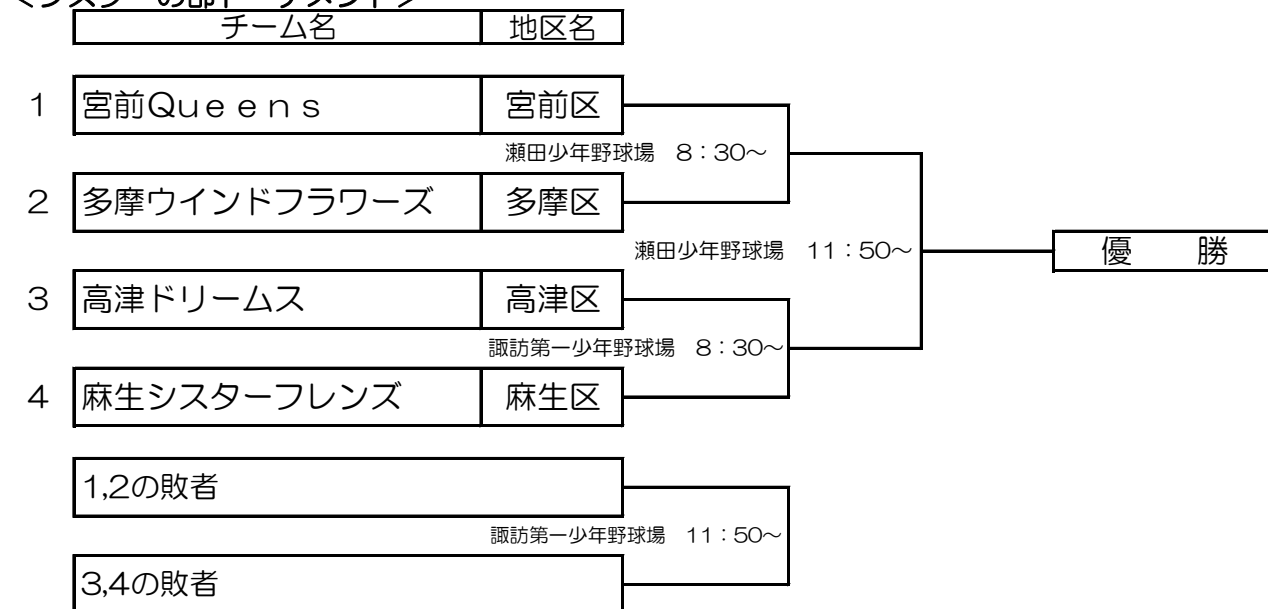 チーム名 地区名
1 宮前Ｑｕｅｅｎｓ 宮前区
瀬田少年野球場　8：30～
2 多摩ウインドフラワーズ 多摩区
瀬田少年野球場　11：50～
優　勝
3 高津ドリームス 高津区
諏訪第一少年野球場　8：30～
4 麻生シスターフレンズ 麻生区
1,2の敗者
諏訪第一少年野球場　11：50～
3,4の敗者